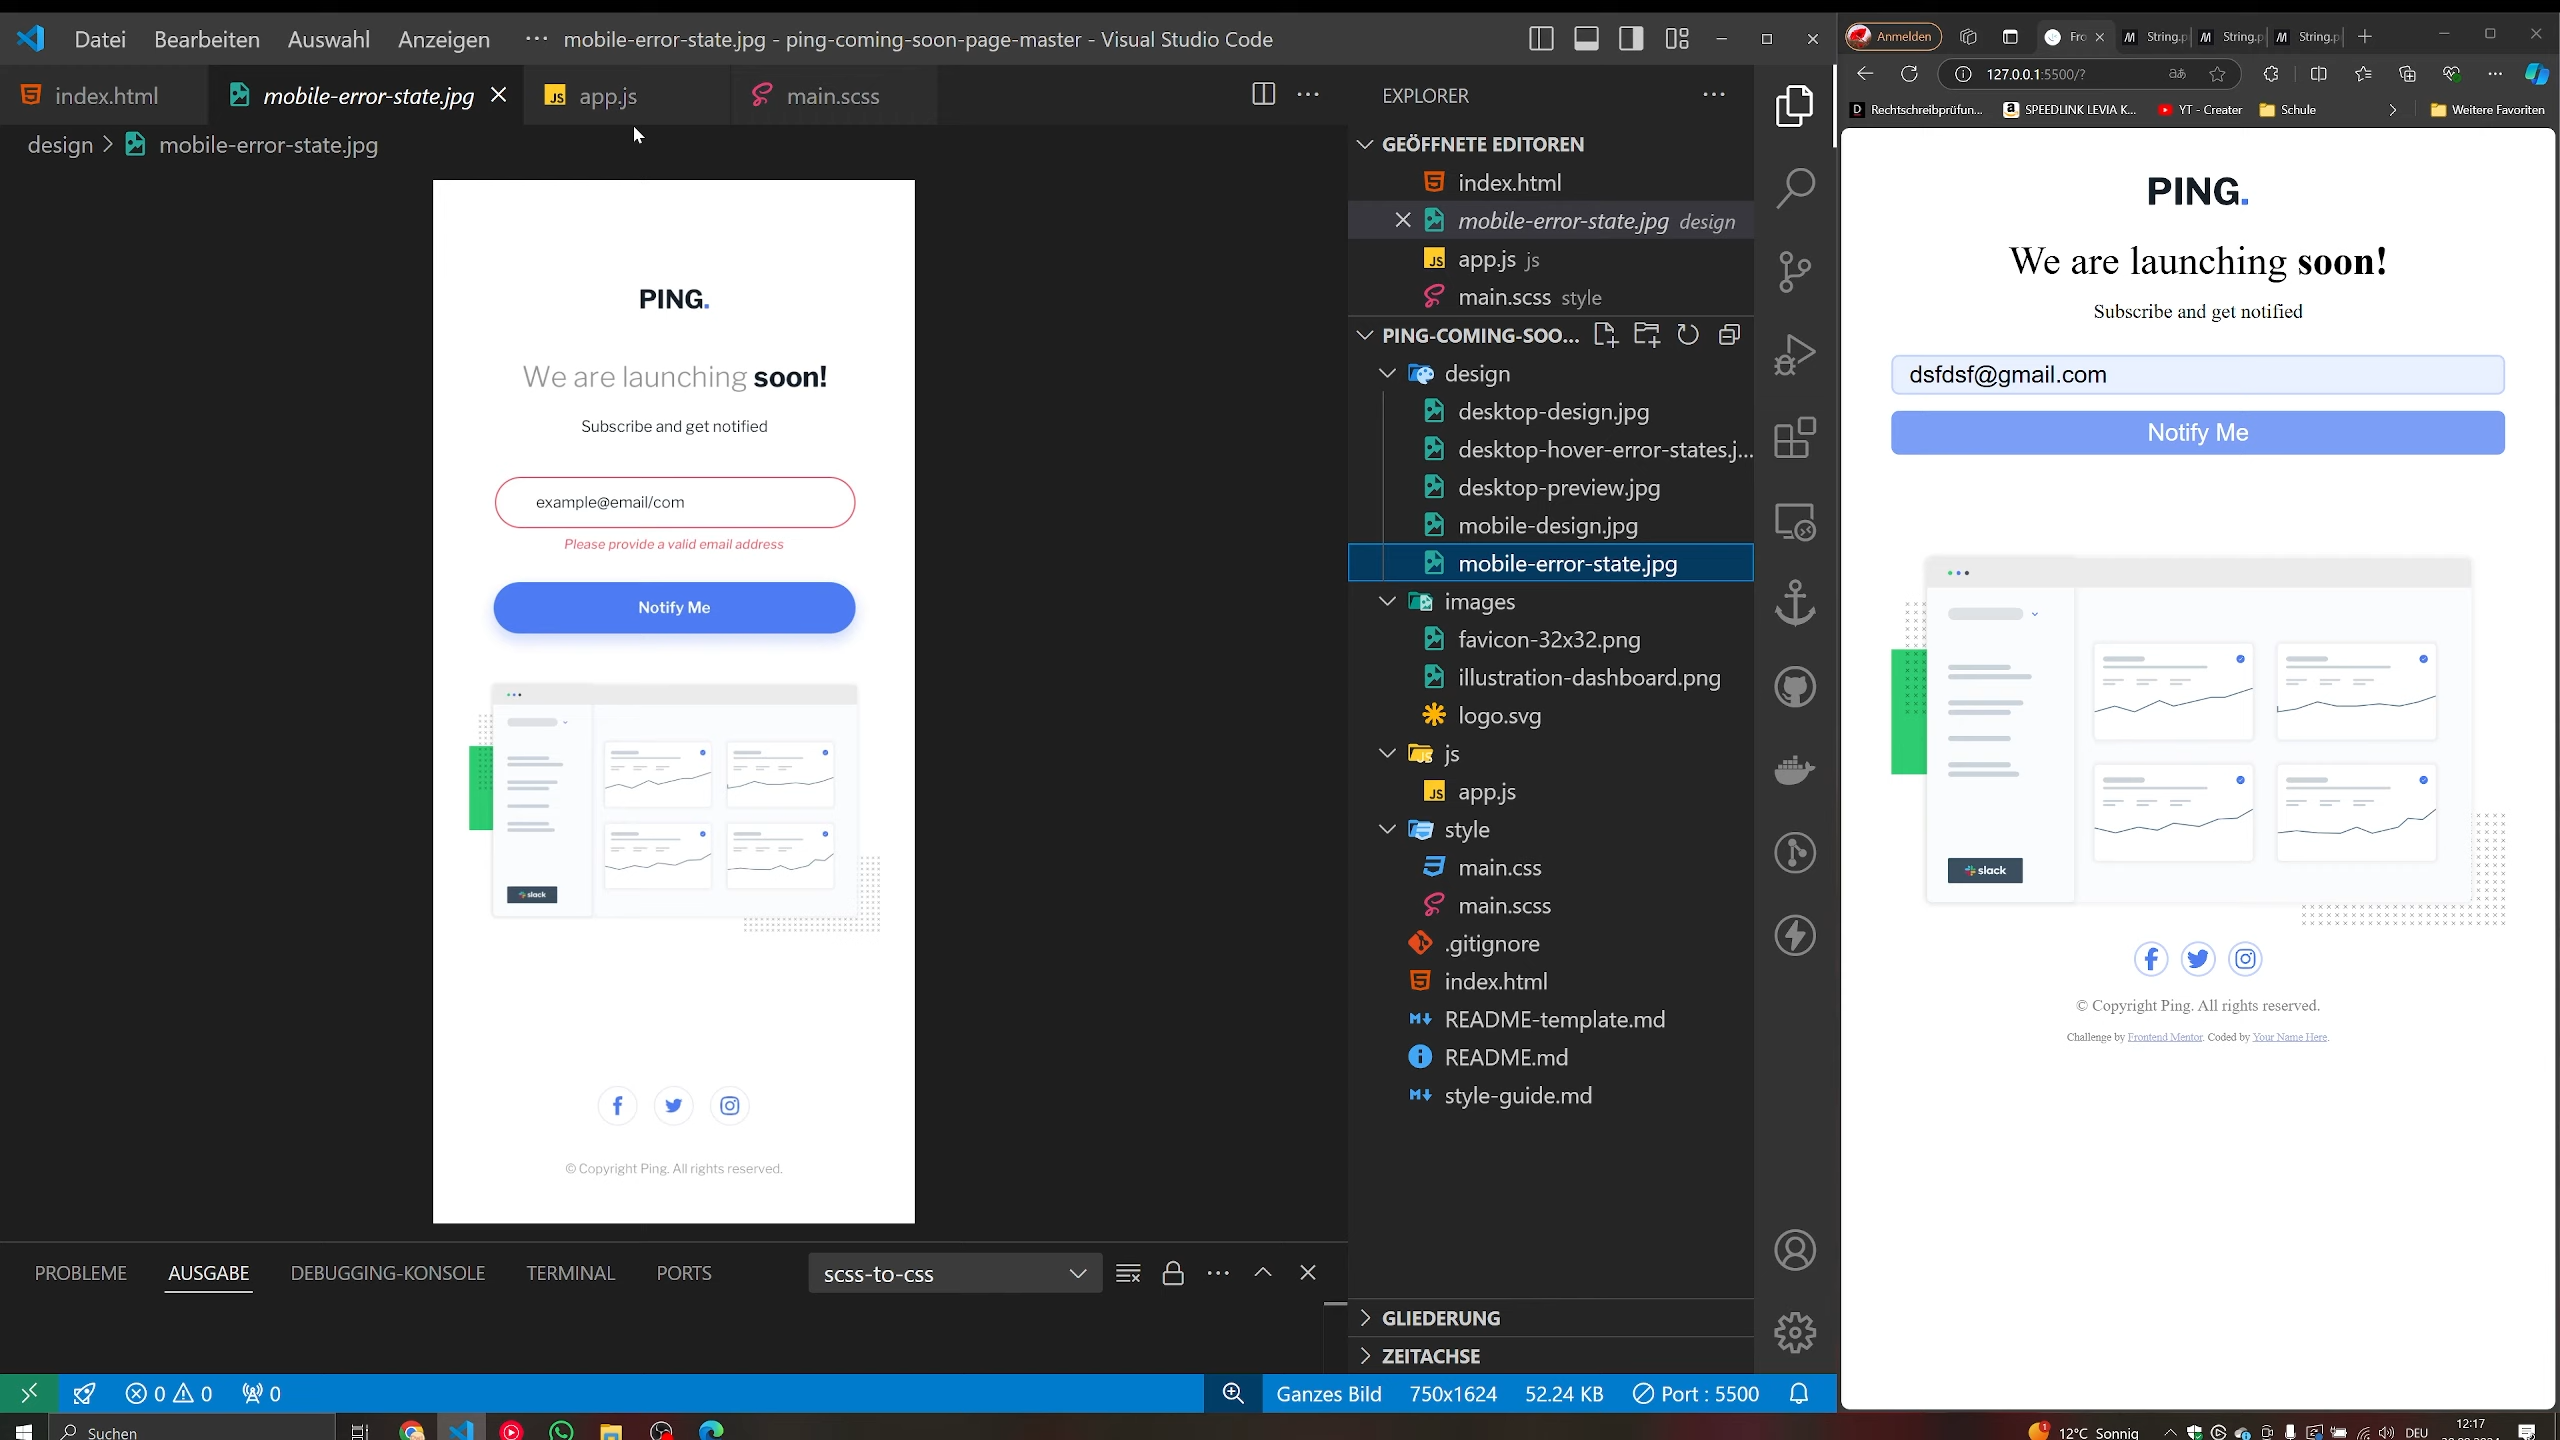 Datei Bearbeiten Auswahl Anzeigen ··· mobile-error-state.jpg - ping-coming-soon-page-master - Visual Studio Code
index.html mobile-error-state.jpg app.js main.scss
design > mobile-error-state.jpg
PING.
We are launching soon!
Subscribe and get notified
example@email/com
Please provide a valid email address
Notify Me
slack
© Copyright Ping. All rights reserved.
PROBLEME AUSGABE DEBUGGING-KONSOLE TERMINAL PORTS scss-to-css
EXPLORER
GEÖFFNETE EDITOREN
index.html
mobile-error-state.jpg design
app.js js
main.scss style
PING-COMING-SOO...
design
desktop-design.jpg
desktop-hover-error-states.j...
desktop-preview.jpg
mobile-design.jpg
mobile-error-state.jpg
images
favicon-32x32.png
illustration-dashboard.png
logo.svg
js
app.js
style
main.css
main.scss
.gitignore
index.html
README-template.md
README.md
style-guide.md
GLIEDERUNG
ZEITACHSE
0 0 0 Ganzes Bild 750x1624 52.24 KB Port : 5500
Anmelden Fro String.p String.p String.p
127.0.0.1:5500/?
Rechtschreibprüfun... SPEEDLINK LEVIA K... YT - Creater Schule Weitere Favoriten
PING.
We are launching soon!
Subscribe and get notified
dsfdsf@gmail.com
Notify Me
slack
© Copyright Ping. All rights reserved.
Challenge by Frontend Mentor. Coded by Your Name Here.
Suchen 12°C Sonnig DEU 12:17